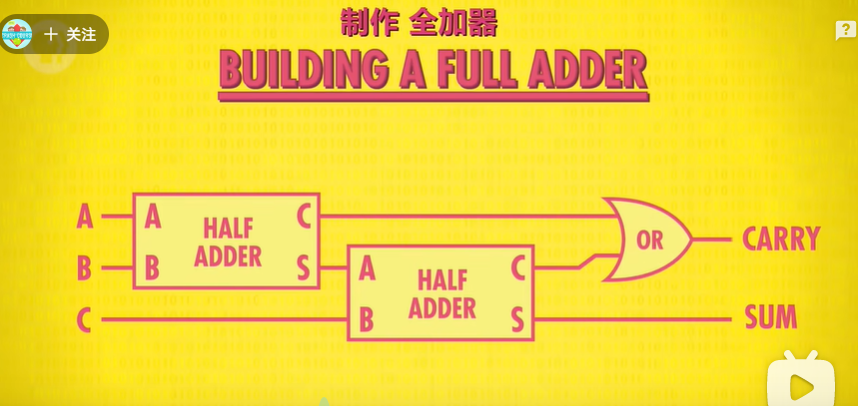 关注
?
制作 全加器
BUILDING A FULL ADDER
A
A
C
HALF
ADDER
B
B
S
A
C
HALF
ADDER
C
B
S
OR
CARRY
SUM